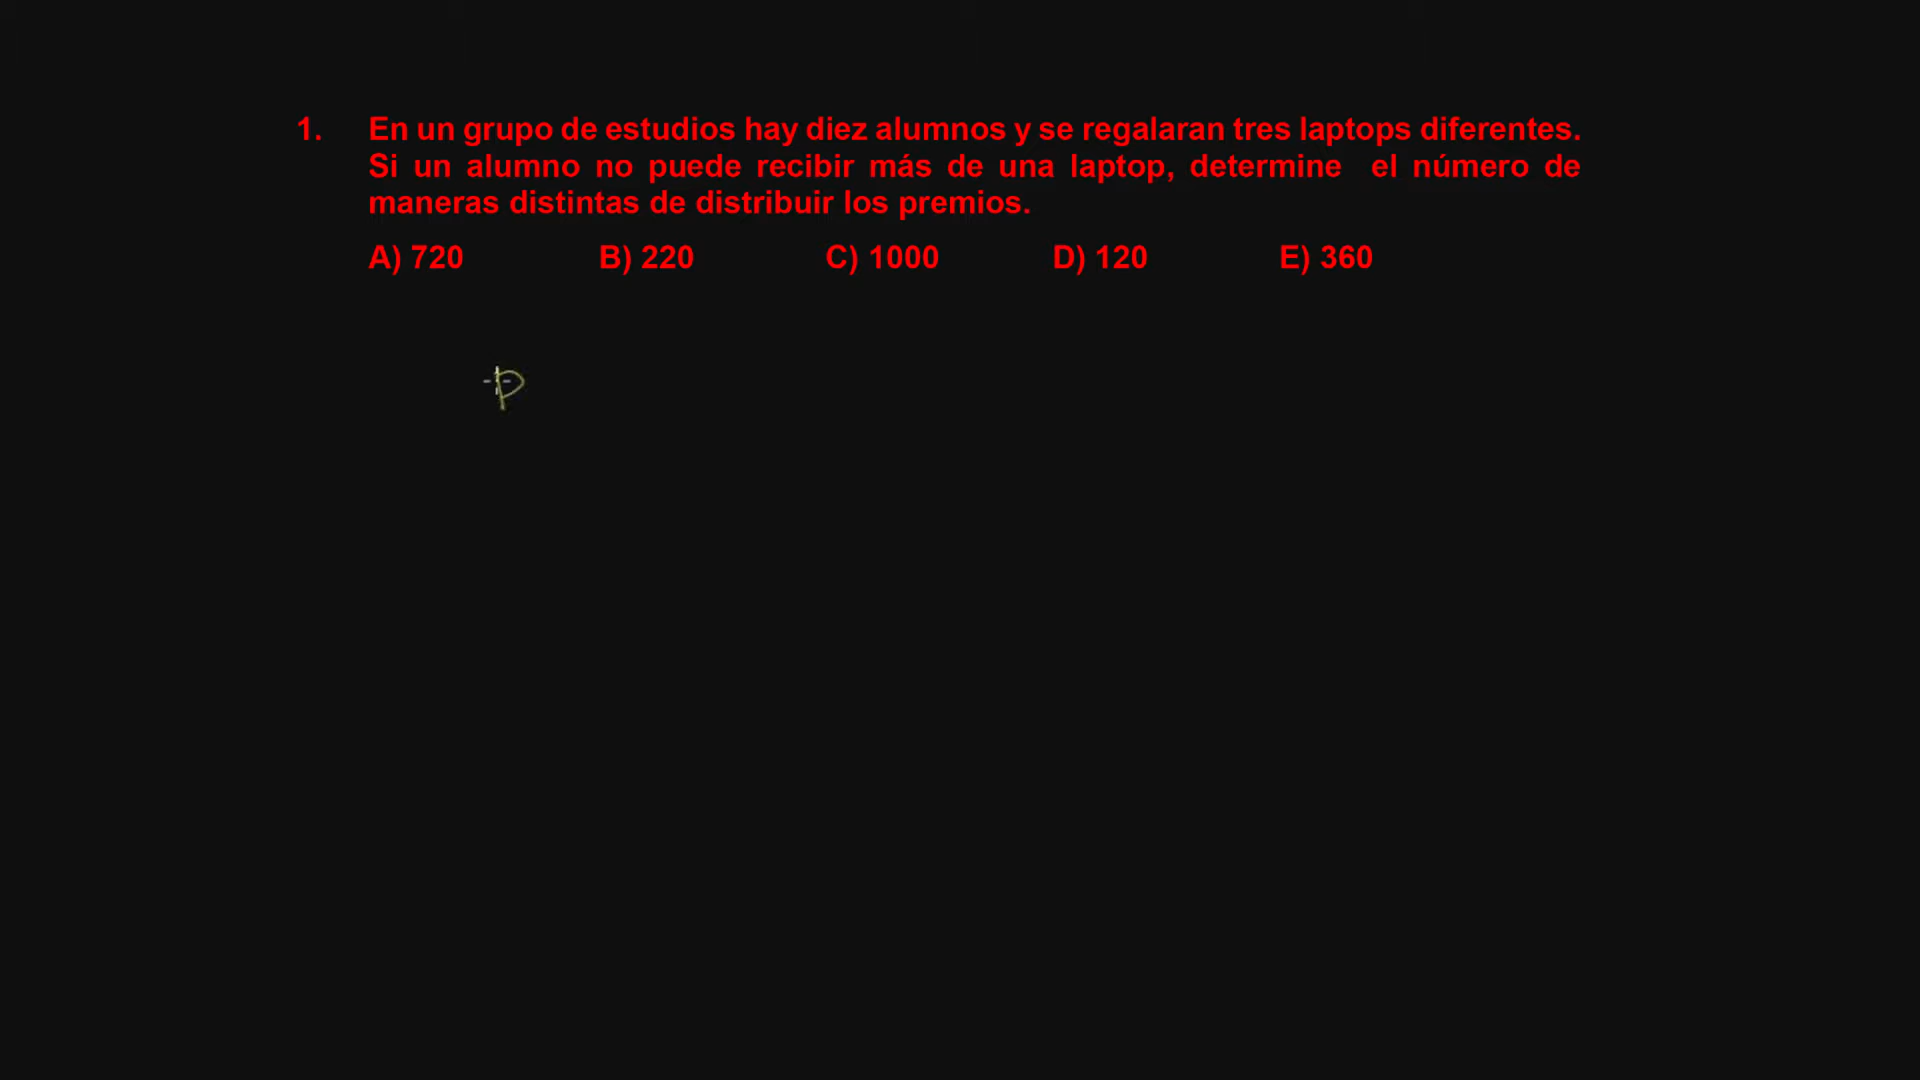 1. En un grupo de estudios hay diez alumnos y se regalaran tres laptops diferentes.
Si un alumno no puede recibir más de una laptop, determine el número de
maneras distintas de distribuir los premios.
A) 720 B) 220 C) 1000 D) 120 E) 360
P